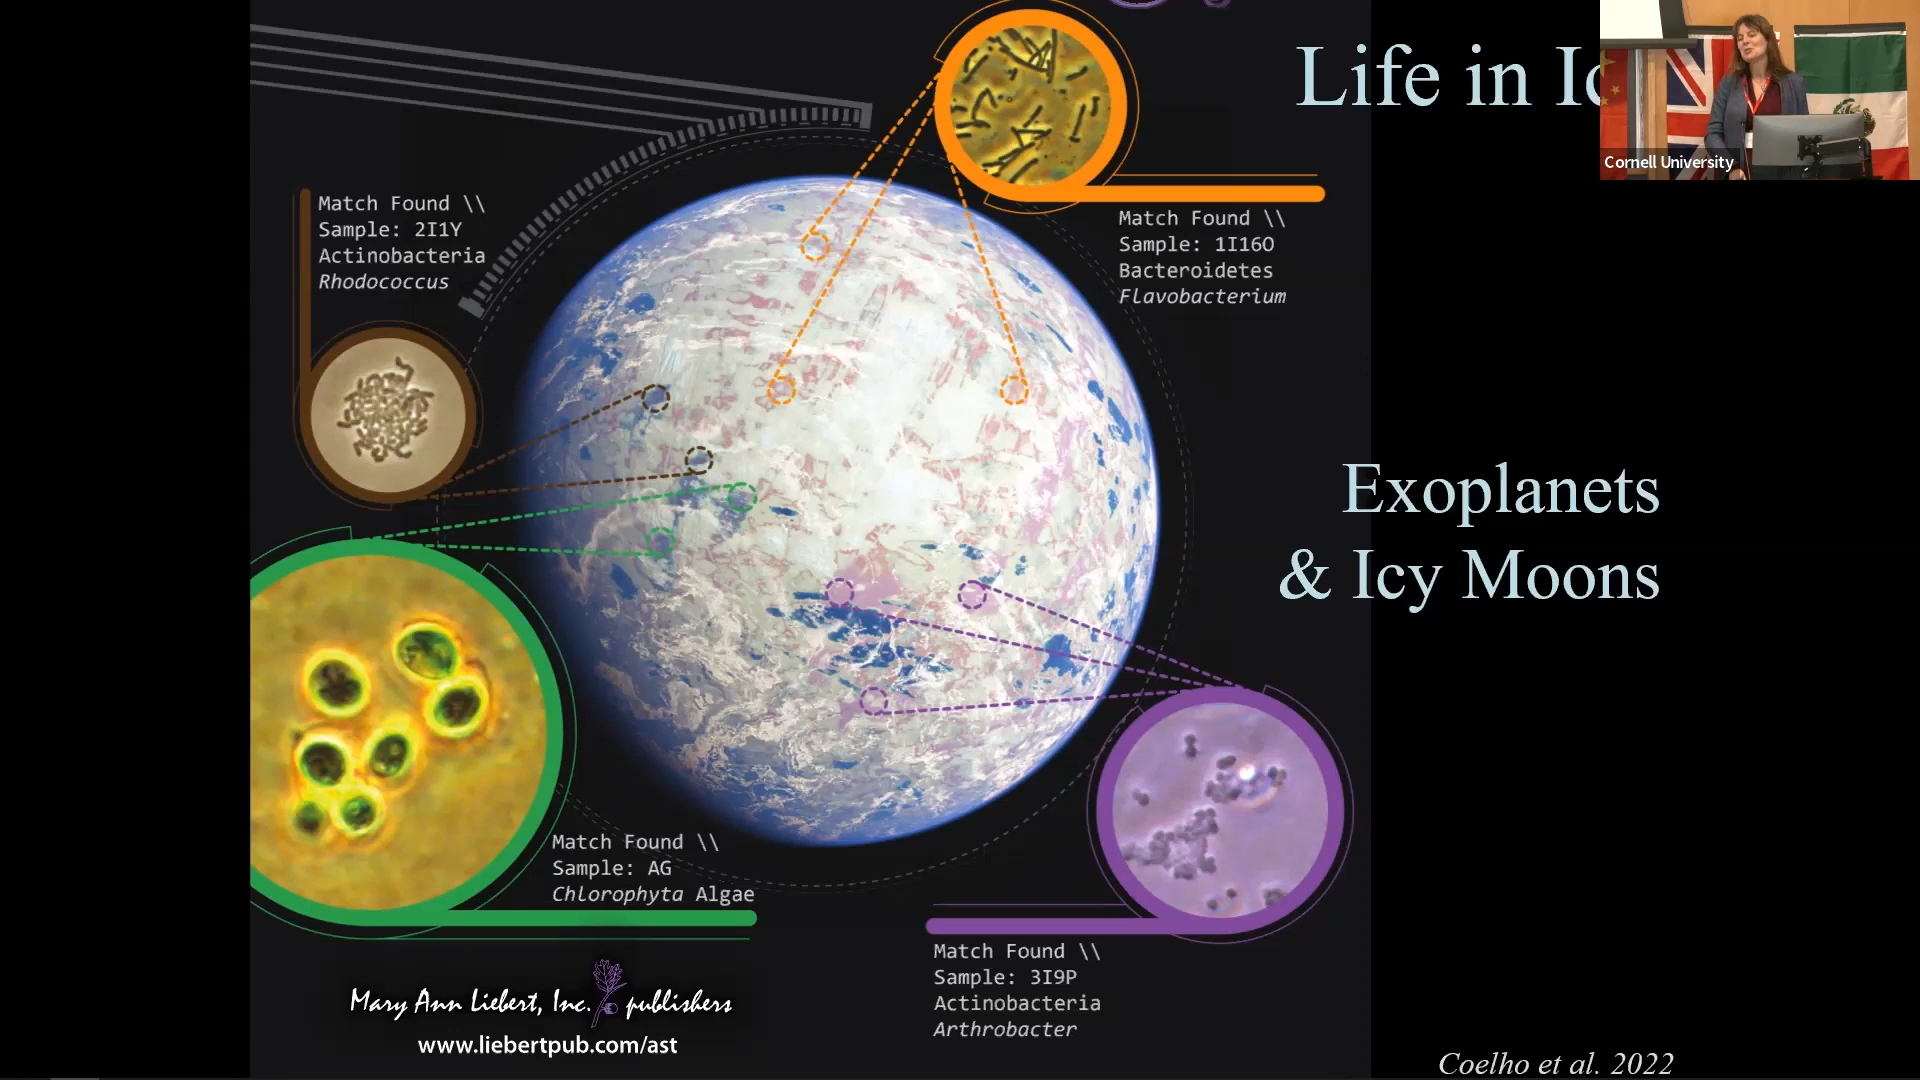 Life in Ic
Cornell University
Match Found \\
Sample: 2I1Y
Actinobacteria
Rhodococcus
Match Found \\
Sample: 1I16O
Bacteroidetes
Flavobacterium
Exoplanets
& Icy Moons
Match Found \\
Sample: AG
Chlorophyta Algae
Match Found \\
Sample: 3I9P
Actinobacteria
Arthrobacter
Mary Ann Liebert, Inc. publishers
www.liebertpub.com/ast
Coelho et al. 2022